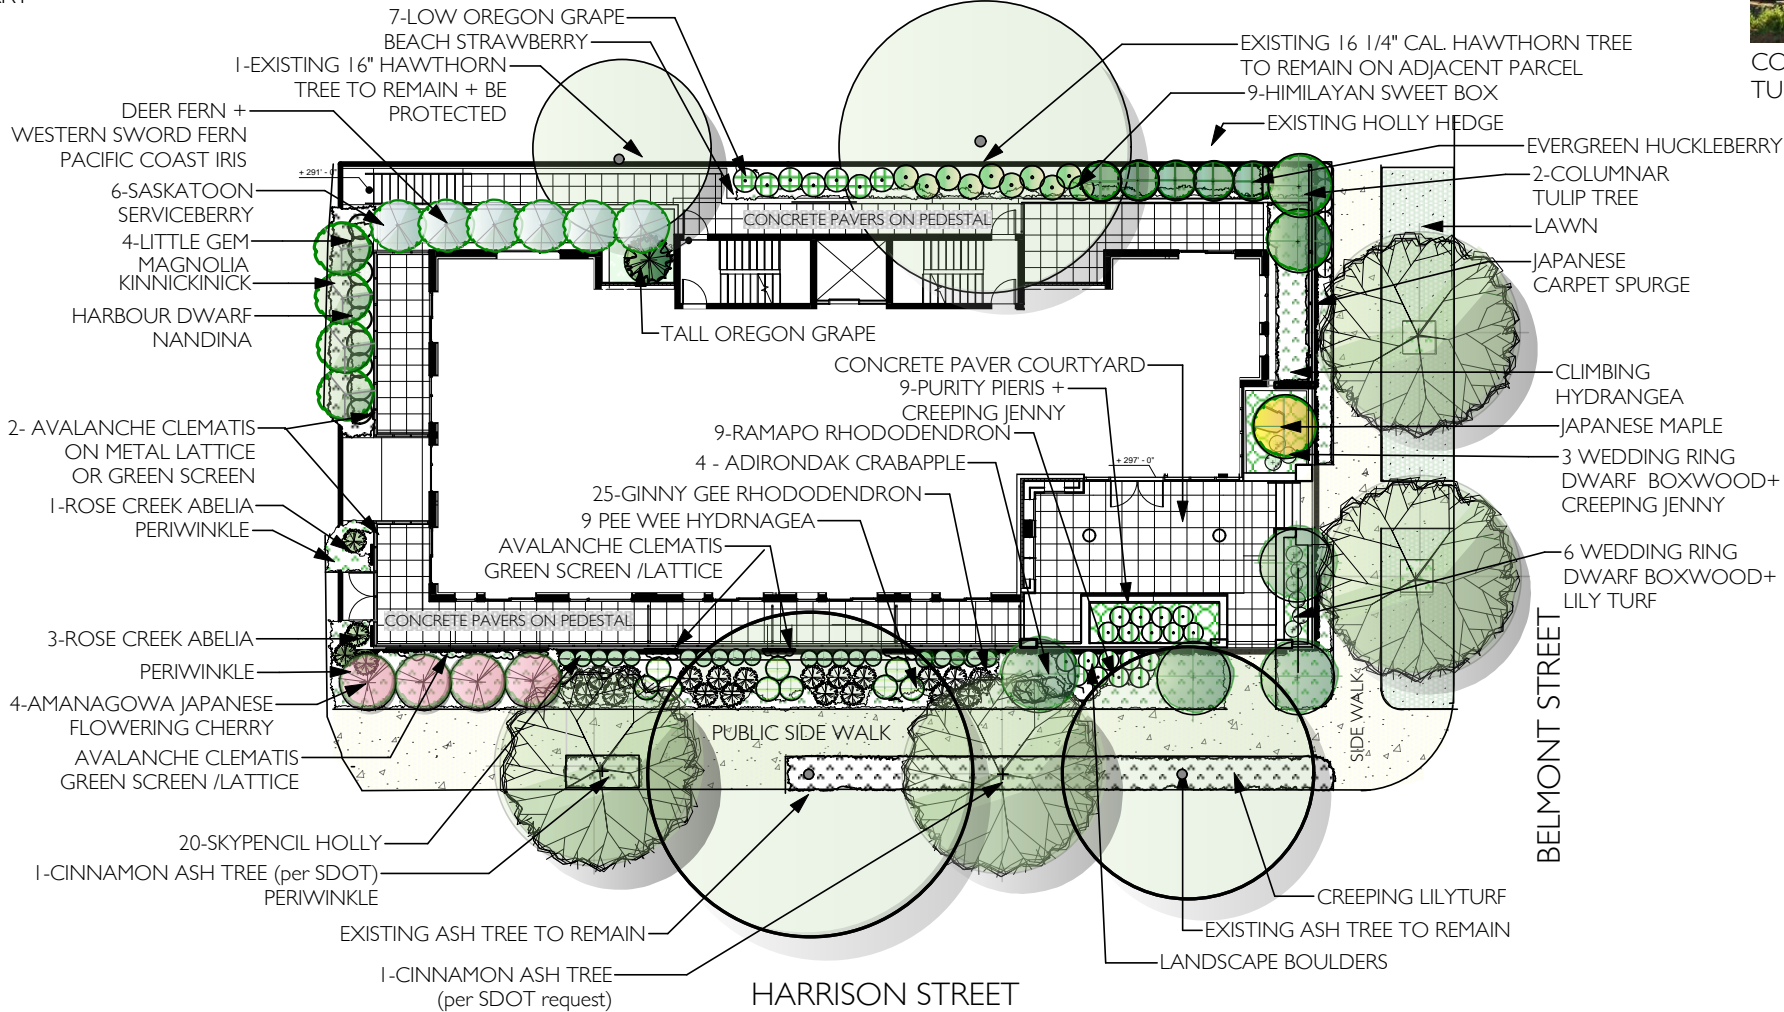 7-LOW OREGON GRAPE
BEACH STRAWBERRY
1-EXISTING 16" HAWTHORN
TREE TO REMAIN + BE
PROTECTED
DEER FERN +
WESTERN SWORD FERN
PACIFIC COAST IRIS
6-SASKATOON
SERVICEBERRY
4-LITTLE GEM
MAGNOLIA
KINNICKINICK
HARBOUR DWARF
NANDINA
2- AVALANCHE CLEMATIS
ON METAL LATTICE
OR GREEN SCREEN
1-ROSE CREEK ABELIA
PERIWINKLE
3-ROSE CREEK ABELIA
PERIWINKLE
4-AMANAGOWA JAPANESE
FLOWERING CHERRY
AVALANCHE CLEMATIS
GREEN SCREEN /LATTICE
20-SKYPENCIL HOLLY
1-CINNAMON ASH TREE (per SDOT)
PERIWINKLE
EXISTING ASH TREE TO REMAIN
1-CINNAMON ASH TREE
(per SDOT request)
HARRISON STREET
+ 291' - 0"
CONCRETE PAVERS ON PEDESTAL
TALL OREGON GRAPE
CONCRETE PAVER COURTYARD
9-PURITY PIERIS +
CREEPING JENNY
9-RAMAPO RHODODENDRON
4 - ADIRONDAK CRABAPPLE
25-GINNY GEE RHODODENDRON
9 PEE WEE HYDRNAGEA
AVALANCHE CLEMATIS
GREEN SCREEN /LATTICE
+ 297' - 0"
CONCRETE PAVERS ON PEDESTAL
PUBLIC SIDE WALK
SIDE WALK
EXISTING 16 1/4" CAL. HAWTHORN TREE
TO REMAIN ON ADJACENT PARCEL
9-HIMILAYAN SWEET BOX
EXISTING HOLLY HEDGE
EVERGREEN HUCKLEBERRY
2-COLUMNAR
TULIP TREE
LAWN
JAPANESE
CARPET SPURGE
CLIMBING
HYDRANGEA
JAPANESE MAPLE
3 WEDDING RING
DWARF BOXWOOD+
CREEPING JENNY
6 WEDDING RING
DWARF BOXWOOD+
LILY TURF
BELMONT STREET
CREEPING LILYTURF
EXISTING ASH TREE TO REMAIN
LANDSCAPE BOULDERS
CO
TU